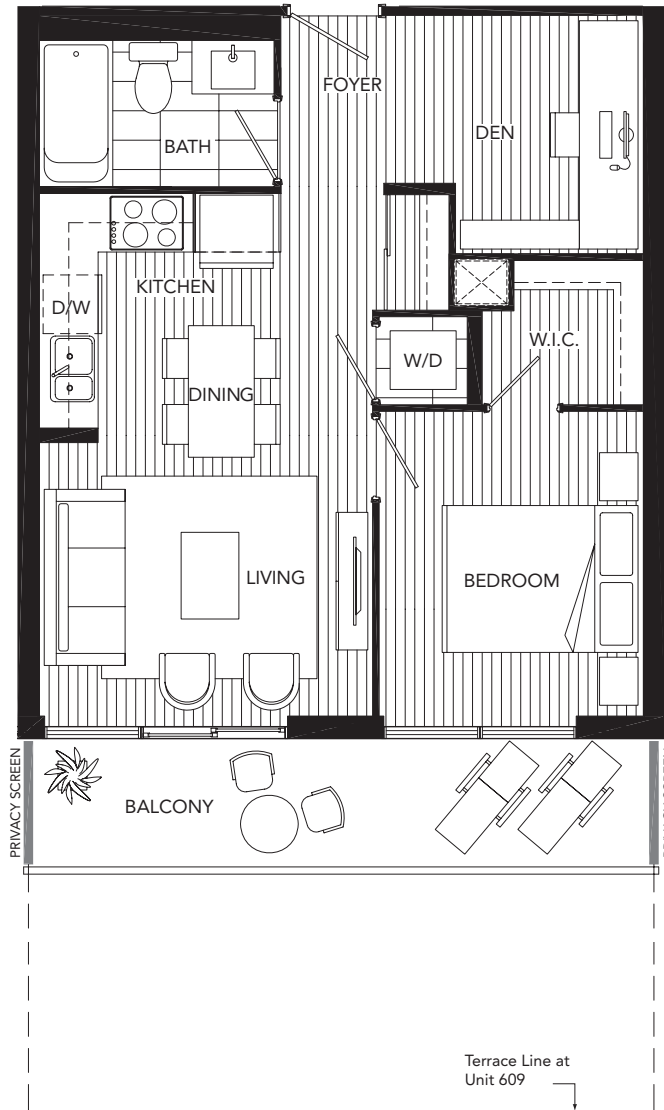 FOYER
DEN
BATH
KITCHEN
D/W
W.I.C.
W/D
DINING
LIVING
BEDROOM
PRIVACY SCREEN
BALCONY
Terrace Line at
Unit 609